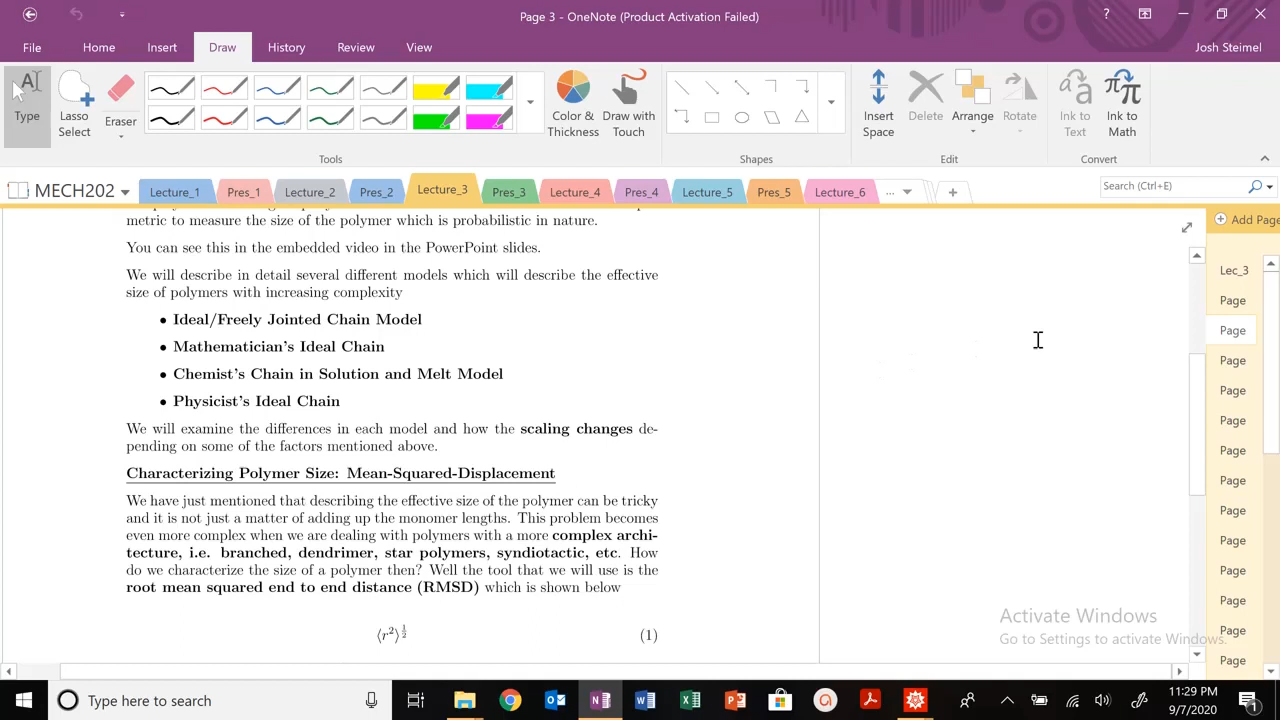 Page 3 - OneNote (Product Activation Failed)
?
File Home Insert Draw History Review View Josh Steimel
Type Lasso Select Eraser Color & Thickness Draw with Touch Insert Space Delete Arrange Rotate Ink to Text Ink to Math
Tools Shapes Edit Convert
MECH202 Lecture_1 Pres_1 Lecture_2 Pres_2 Lecture_3 Pres_3 Lecture_4 Pres_4 Lecture_5 Pres_5 Lecture_6 ... Search (Ctrl+E)
metric to measure the size of the polymer which is probabilistic in nature.
You can see this in the embedded video in the PowerPoint slides.
We will describe in detail several different models which will describe the effective
size of polymers with increasing complexity
• Ideal/Freely Jointed Chain Model
• Mathematician's Ideal Chain
• Chemist's Chain in Solution and Melt Model
• Physicist's Ideal Chain
We will examine the differences in each model and how the scaling changes de-
pending on some of the factors mentioned above.
Characterizing Polymer Size: Mean-Squared-Displacement
We have just mentioned that describing the effective size of the polymer can be tricky
and it is not just a matter of adding up the monomer lengths. This problem becomes
even more complex when we are dealing with polymers with a more complex archi-
tecture, i.e. branched, dendrimer, star polymers, syndiotactic, etc. How
do we characterize the size of a polymer then? Well the tool that we will use is the
root mean squared end to end distance (RMSD) which is shown below
⟨r²⟩^½ (1)
Add Page
Lec_3
Page
Page
Page
Page
Page
Page
Page
Page
Page
Page
Page
Page
Page
Activate Windows
Go to Settings to activate Windows.
Type here to search
11:29 PM
9/7/2020
1